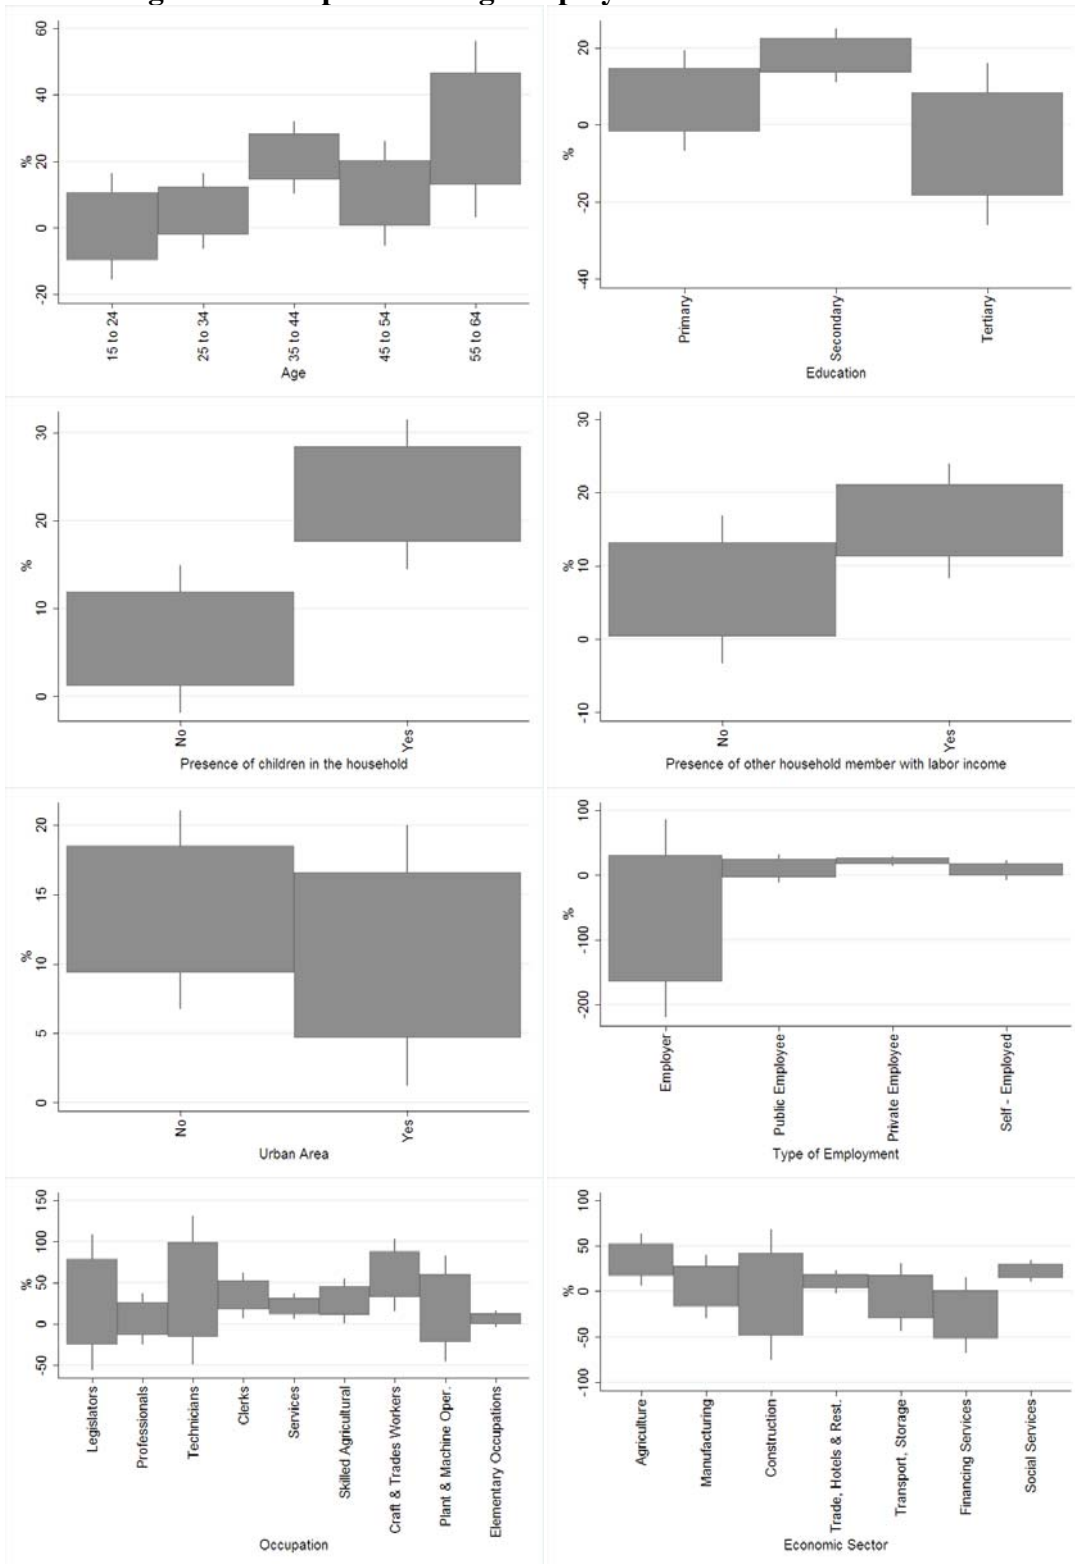 60
40
20
0
-20
%
15 to 24
25 to 34
35 to 44
45 to 54
55 to 64
Age
20
0
-20
-40
%
Primary
Secondary
Tertiary
Education
30
20
10
0
%
No
Yes
Presence of children in the household
30
20
10
0
-10
%
No
Yes
Presence of other household member with labor income
20
15
10
5
0
%
No
Yes
Urban Area
100
0
-100
-200
%
Employer
Public Employee
Private Employee
Self - Employed
Type of Employment
150
100
50
0
-50
%
Legislators
Professionals
Technicians
Clerks
Services
Skilled Agricultural
Craft & Trades Workers
Plant & Machine Oper.
Elementary Occupations
Occupation
100
50
0
-50
-100
%
Agriculture
Manufacturing
Construction
Trade, Hotels & Rest.
Transport, Storage
Financing Services
Social Services
Economic Sector